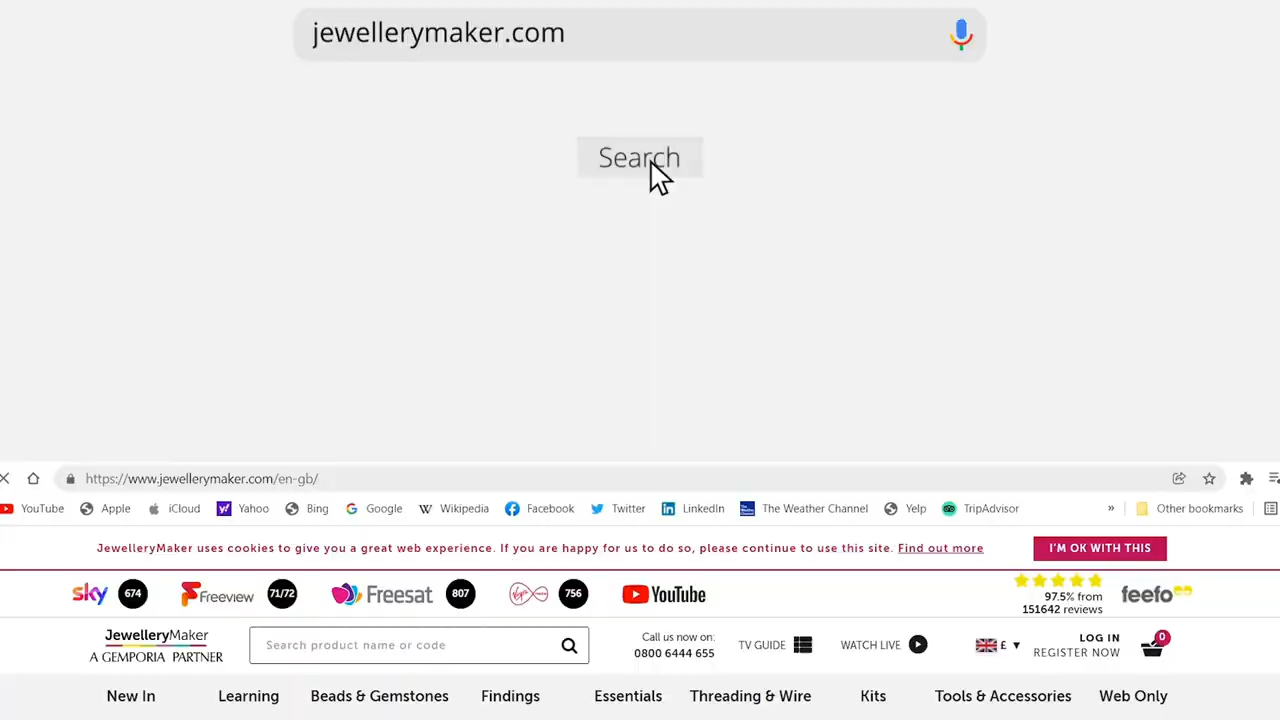 jewellerymaker.com
Search
https://www.jewellerymaker.com/en-gb/
YouTube Apple iCloud Yahoo Bing Google Wikipedia Facebook Twitter LinkedIn The Weather Channel Yelp TripAdvisor » Other bookmarks
JewelleryMaker uses cookies to give you a great web experience. If you are happy for us to do so, please continue to use this site. Find out more I'M OK WITH THIS
sky 674 Freeview 71/72 Freesat 807 Virgin media 756 YouTube 97.5% from feefo
151642 reviews
JewelleryMaker
A GEMPORIA PARTNER
Search product name or code
Call us now on:
0800 6444 655
TV GUIDE WATCH LIVE £ ▼
LOG IN
REGISTER NOW
0
New In Learning Beads & Gemstones Findings Essentials Threading & Wire Kits Tools & Accessories Web Only